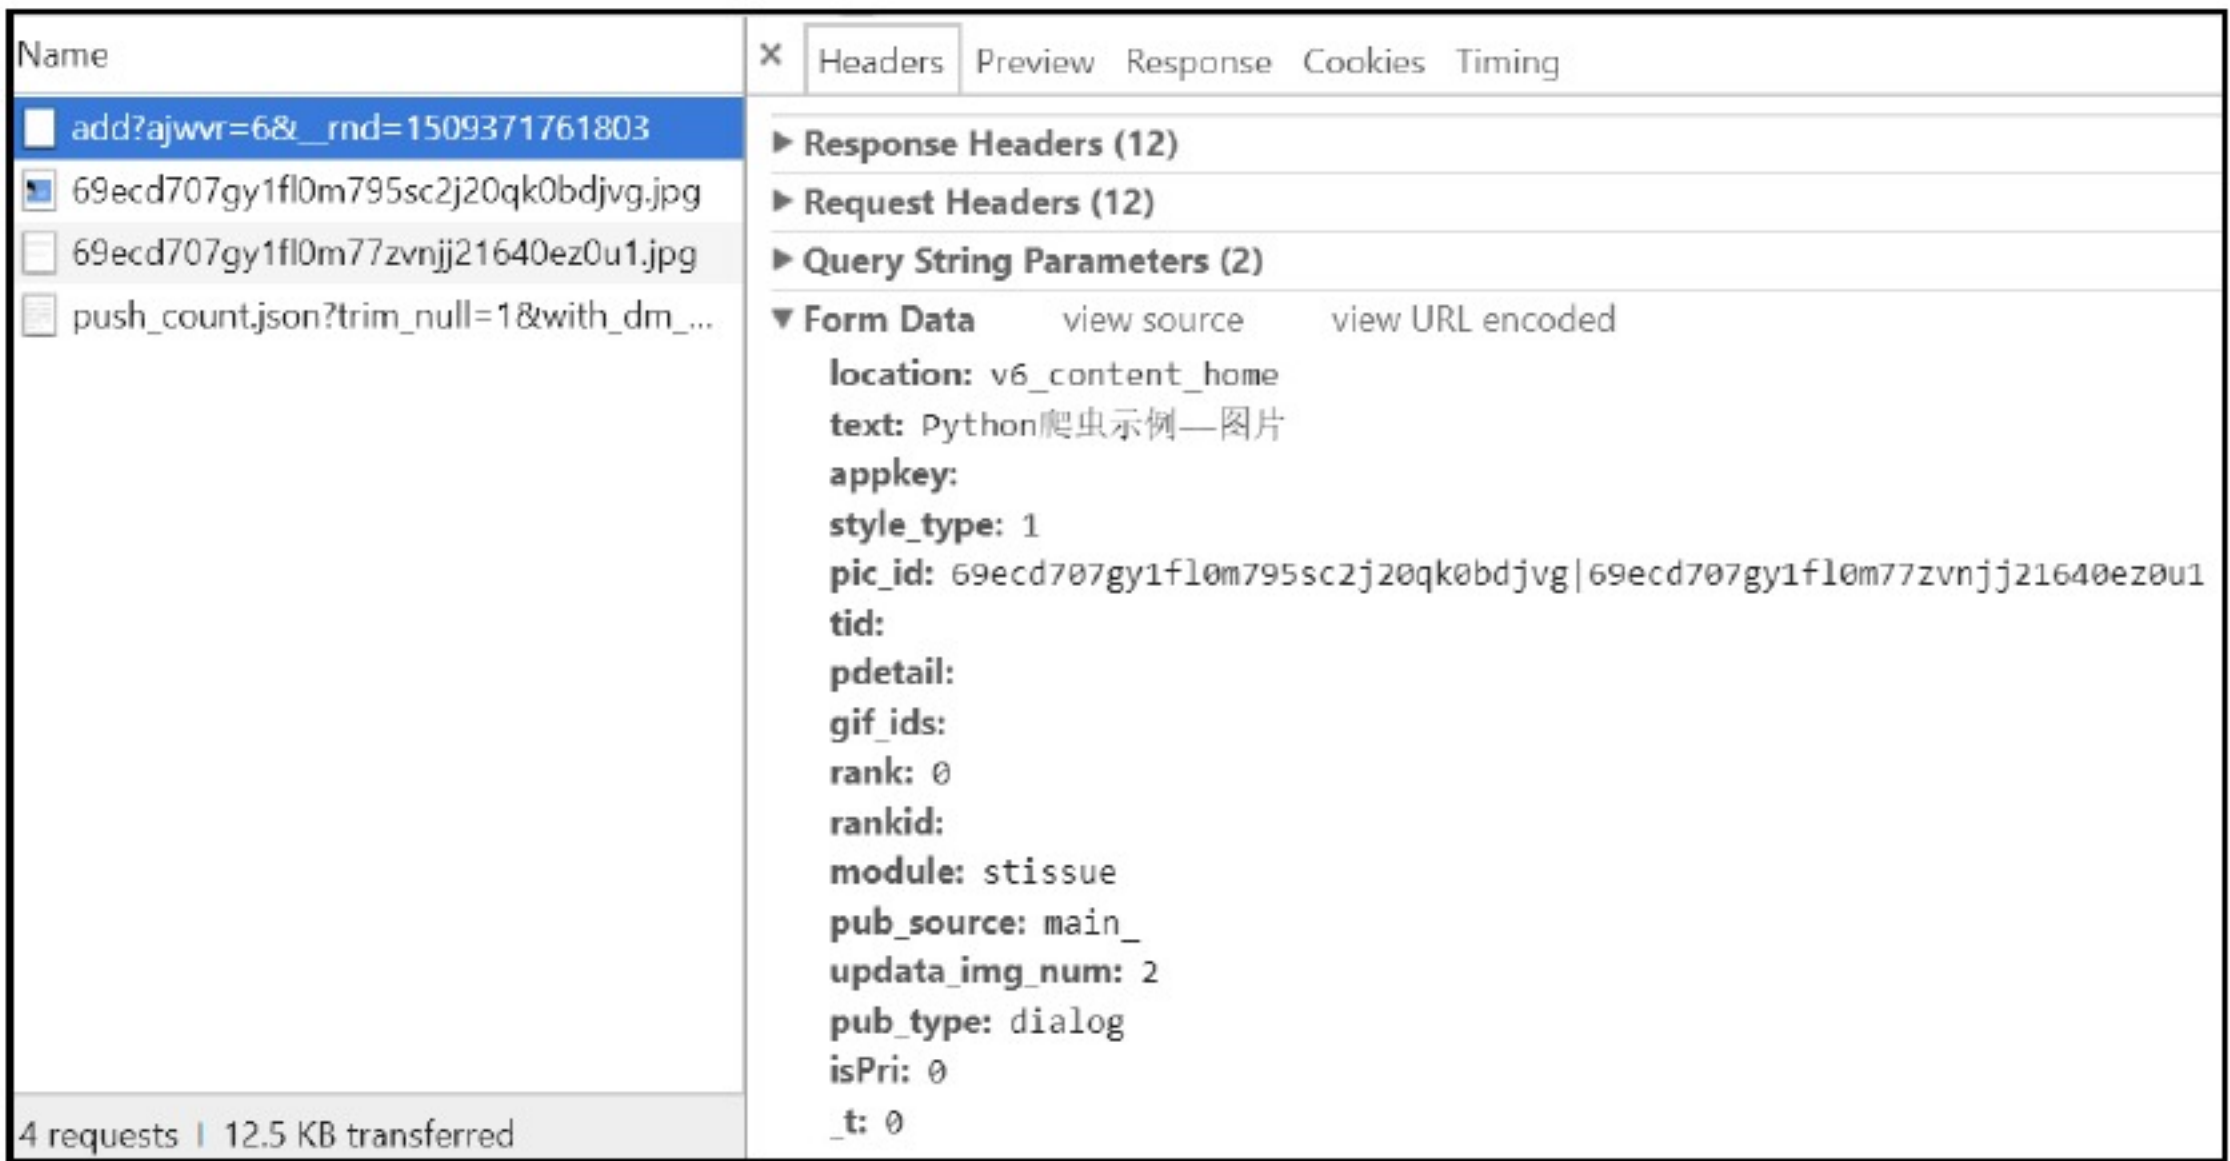 Name
add?ajwvr=6&__rnd=1509371761803
69ecd707gy1fl0m795sc2j20qk0bdjvg.jpg
69ecd707gy1fl0m77zvnjj21640ez0u1.jpg
push_count.json?trim_null=1&with_dm_...
4 requests | 12.5 KB transferred
× Headers Preview Response Cookies Timing
▶ Response Headers (12)
▶ Request Headers (12)
▶ Query String Parameters (2)
▼ Form Data view source view URL encoded
location: v6_content_home
text: Python爬虫示例——图片
appkey:
style_type: 1
pic_id: 69ecd707gy1fl0m795sc2j20qk0bdjvg|69ecd707gy1fl0m77zvnjj21640ez0u1
tid:
pdetail:
gif_ids:
rank: 0
rankid:
module: stissue
pub_source: main_
updata_img_num: 2
pub_type: dialog
isPri: 0
_t: 0